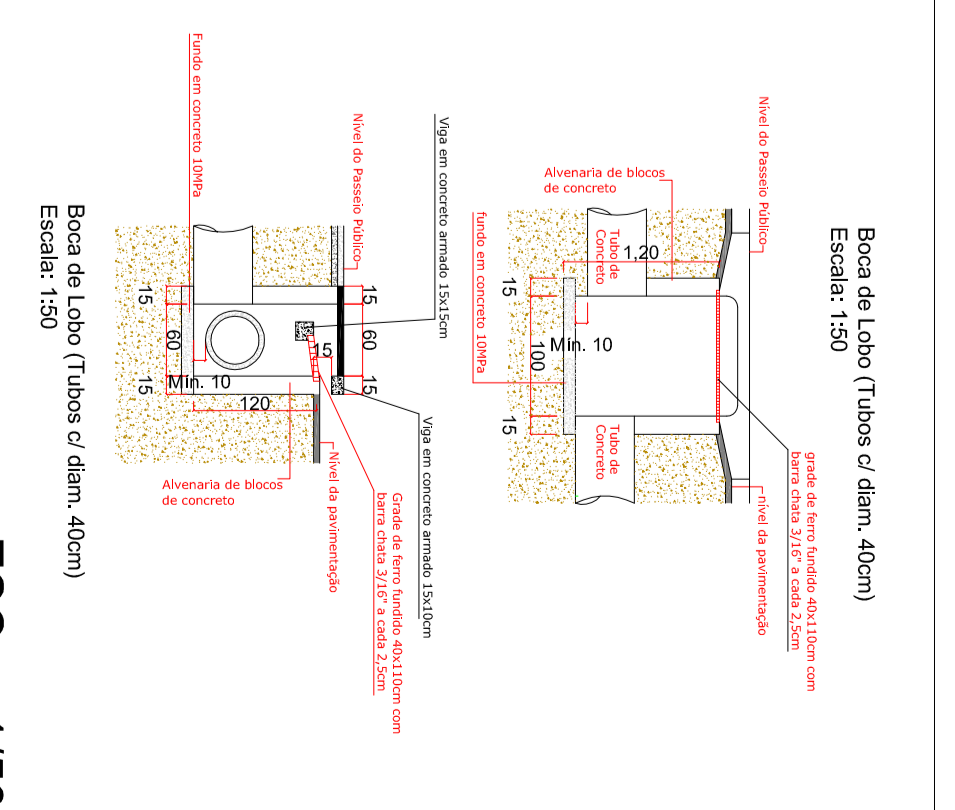 Boca de Lobo (Tubos c/ diam. 40cm)
Escala: 1:50
grade de ferro fundido 40x110cm com
barra chata 3/16" a cada 2,5cm
Nível do Passeio Público
nível da pavimentação
Alvenaria de blocos
de concreto
Tubo de
Concreto
1,20
Tubo de
Concreto
Mín. 10
15
100
15
fundo em concreto 10MPa
Viga em concreto armado 15x15cm
Viga em concreto armado 15x10cm
Grade de ferro fundido 40x110cm com
barra chata 3/16" a cada 2,5cm
Nível do Passeio Público
Nível da pavimentação
15
60
15
15
120
Mín. 10
15
60
15
Alvenaria de blocos
de concreto
Fundo em concreto 10MPa
Boca de Lobo (Tubos c/ diam. 40cm)
Escala: 1:50